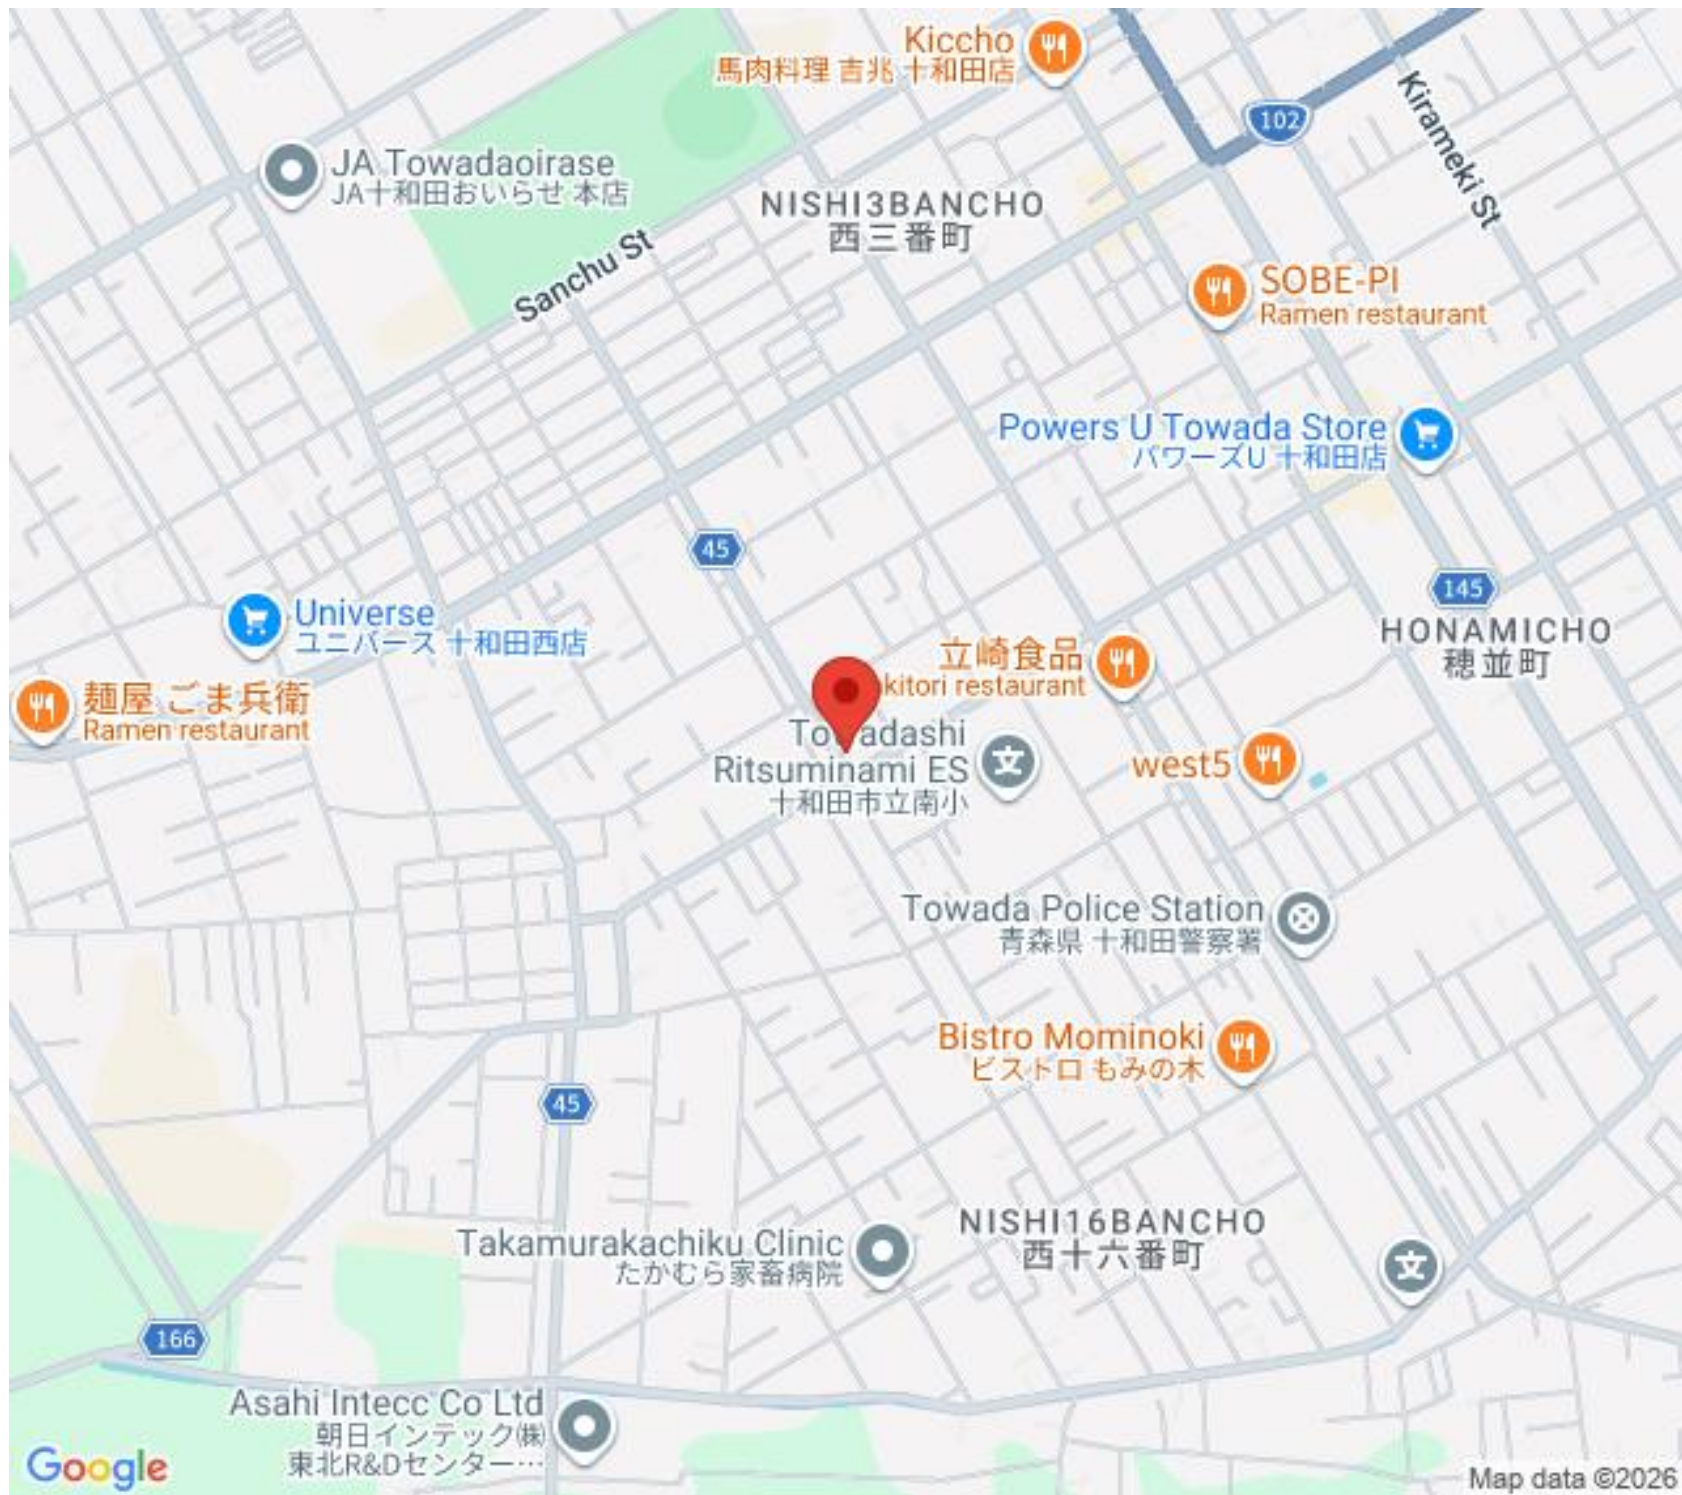 Kiccho
馬肉料理 吉兆 十和田店
102
Kirameki St
JA Towadaoirase
JA十和田おいらせ 本店
NISHI3BANCHO
西三番町
Sanchu St
SOBE-PI
Ramen restaurant
Powers U Towada Store
パワーズU 十和田店
45
145
HONAMICHO
穂並町
Universe
ユニバース 十和田西店
立崎食品
kitori restaurant
麺屋 ごま兵衛
Ramen restaurant
Towadashi
Ritsuminami ES
十和田市立南小
文
west5
Towada Police Station
青森県 十和田警察署
Bistro Mominoki
ビストロ もみの木
45
NISHI16BANCHO
西十六番町
文
Takamurakachiku Clinic
たかむら家畜病院
166
Asahi Intecc Co Ltd
朝日インテック㈱
東北R&Dセンター…
Google
Map data ©2026